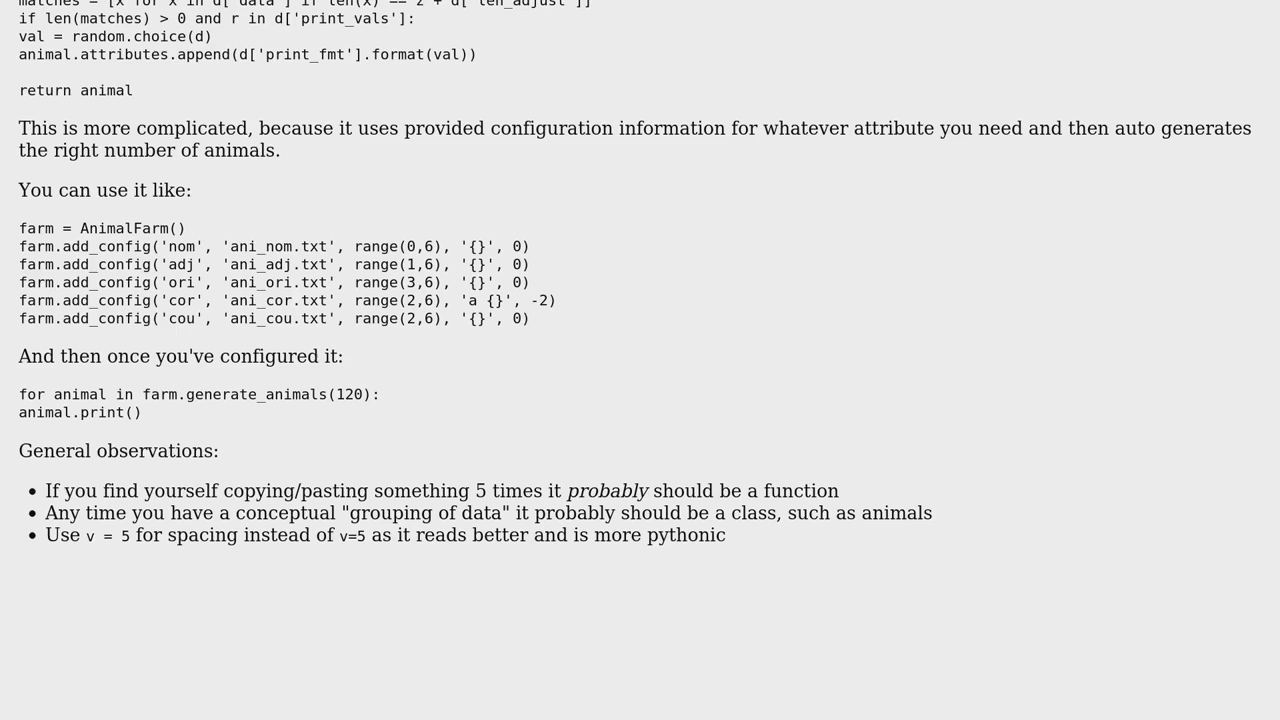 matches = [x for x in d['data'] if len(x) == z + d['len_adjust']]
if len(matches) > 0 and r in d['print_vals']:
val = random.choice(d)
animal.attributes.append(d['print_fmt'].format(val))
return animal
This is more complicated, because it uses provided configuration information for whatever attribute you need and then auto generates
the right number of animals.
You can use it like:
farm = AnimalFarm()
farm.add_config('nom', 'ani_nom.txt', range(0,6), '{}', 0)
farm.add_config('adj', 'ani_adj.txt', range(1,6), '{}', 0)
farm.add_config('ori', 'ani_ori.txt', range(3,6), '{}', 0)
farm.add_config('cor', 'ani_cor.txt', range(2,6), 'a {}', -2)
farm.add_config('cou', 'ani_cou.txt', range(2,6), '{}', 0)
And then once you've configured it:
for animal in farm.generate_animals(120):
animal.print()
General observations:
• If you find yourself copying/pasting something 5 times it probably should be a function
• Any time you have a conceptual "grouping of data" it probably should be a class, such as animals
• Use v = 5 for spacing instead of v=5 as it reads better and is more pythonic